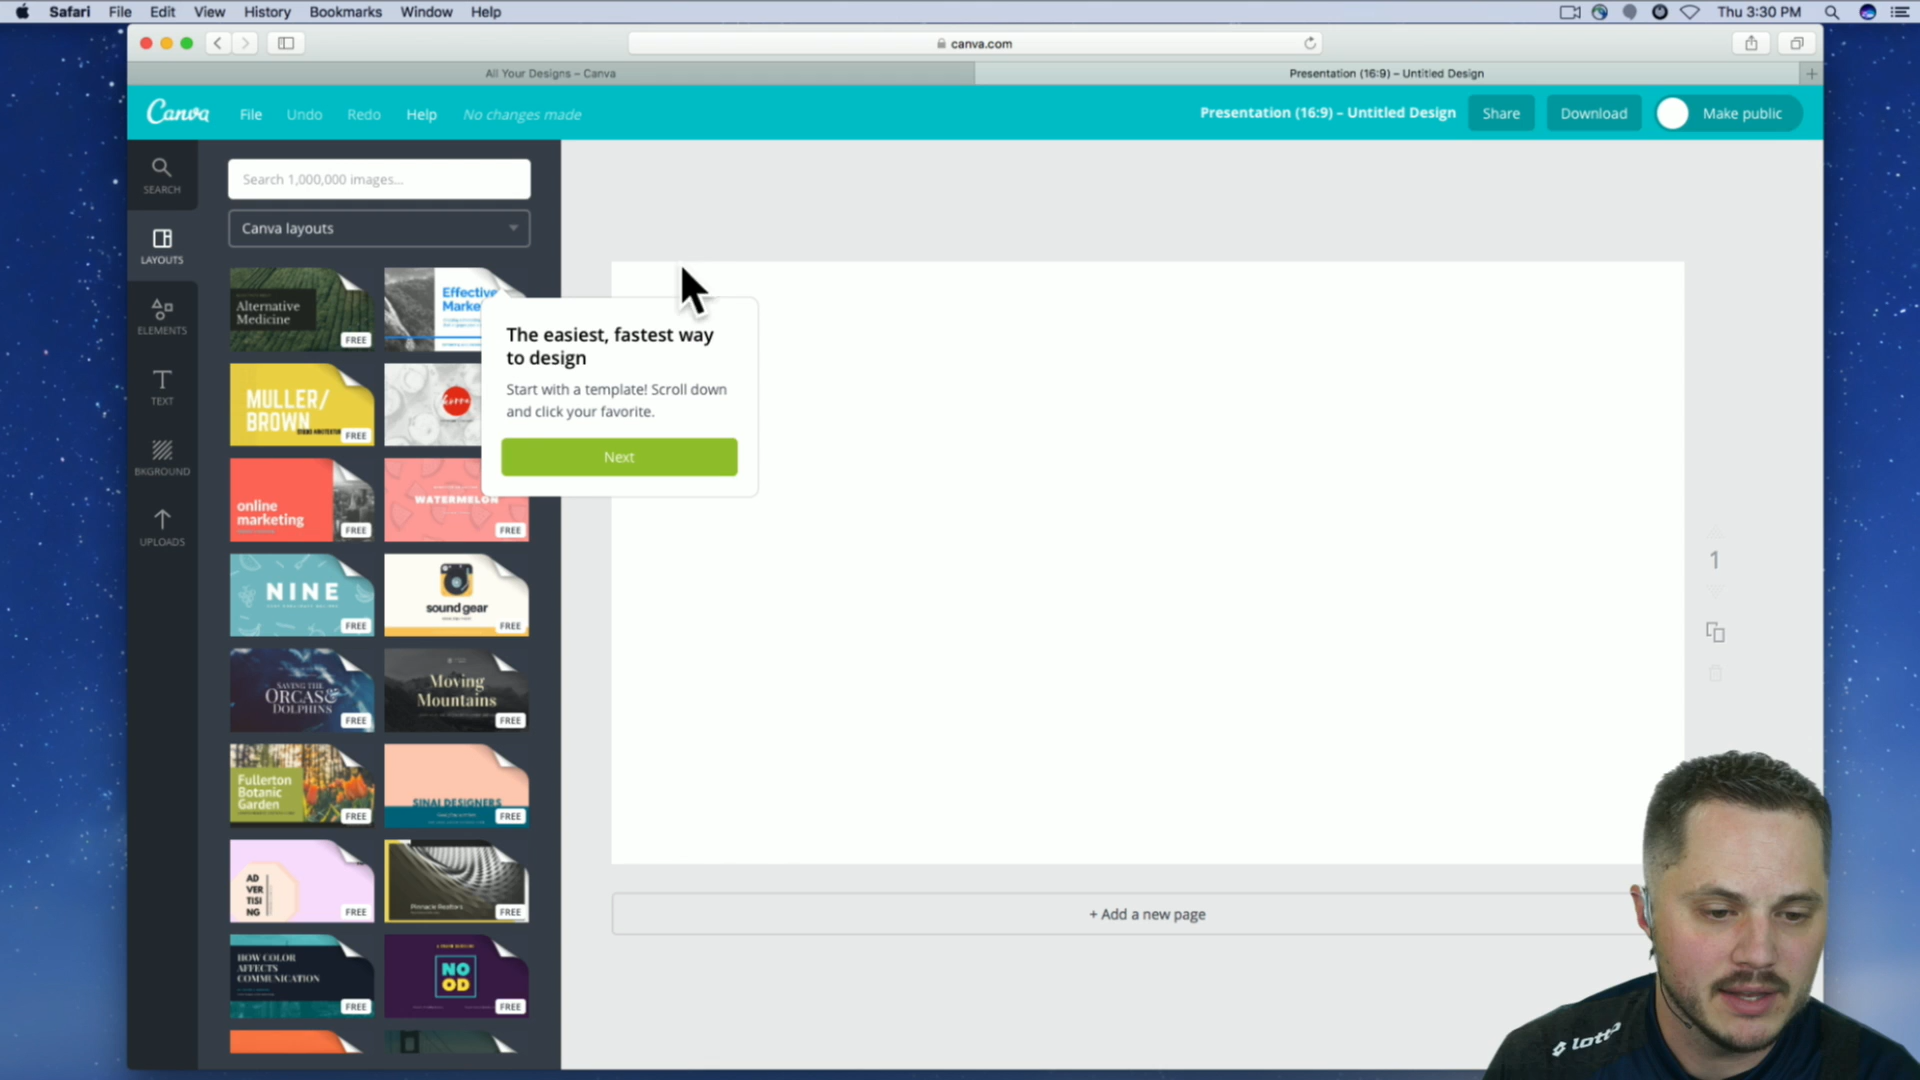 Safari File Edit View History Bookmarks Window Help Thu 3:30 PM
canva.com
All Your Designs – Canva
Presentation (16:9) – Untitled Design
Canva File Undo Redo Help No changes made
Presentation (16:9) – Untitled Design Share Download Make public
SEARCH
LAYOUTS
ELEMENTS
TEXT
BKGROUND
UPLOADS
Search 1,000,000 images...
Canva layouts
Alternative
Medicine
FREE
Effective
Marke
MULLER/
BROWN
FREE
online
marketing
FREE
WATERMELON
FREE
NINE
FREE
sound gear
FREE
SAVING THE
ORCAS&
DOLPHINS
FREE
Moving
Mountains
FREE
Fullerton
Botanic
Garden
FREE
SINAI DESIGNERS
FREE
AD
VER
TISI
NG
FREE
Pinnacle Realtors
FREE
HOW COLOR
AFFECTS
COMMUNICATION
FREE
NO
OD
FREE
The easiest, fastest way
to design
Start with a template! Scroll down
and click your favorite.
Next
1
+ Add a new page
lotto